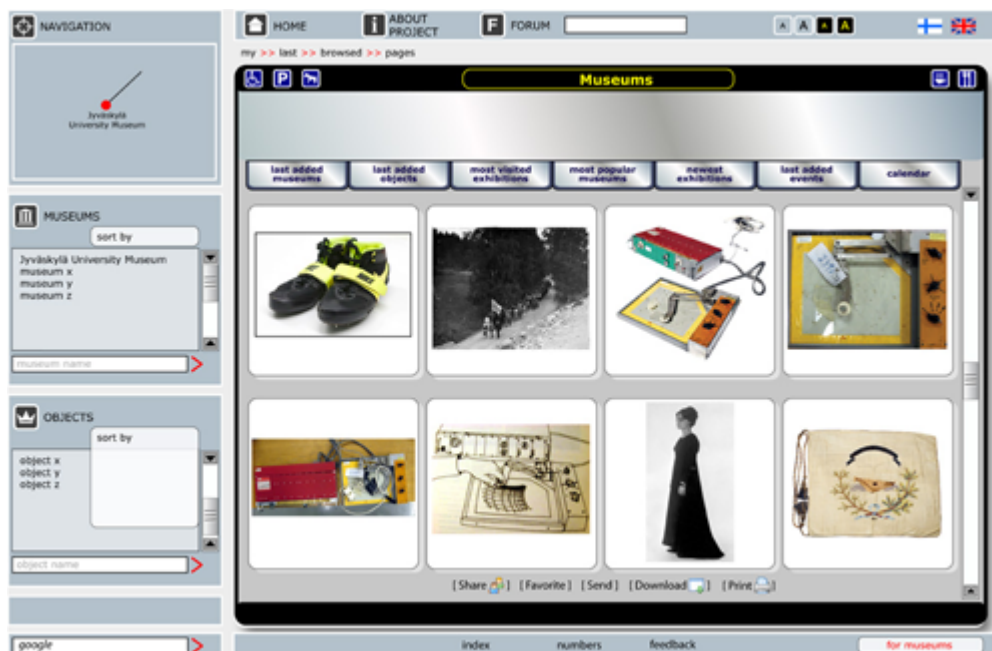 NAVIGATION
Jyväskylä
University Museum
MUSEUMS
sort by
Jyväskylä University Museum
museum x
museum y
museum z
museum name
>
OBJECTS
sort by
object x
object y
object z
object name
>
google
>
HOME
i
ABOUT
PROJECT
F
FORUM
A
A
A
A
my >> last >> browsed >> pages
P
Museums
last added
museums
last added
objects
most visited
exhibitions
most popular
museums
newest
exhibitions
last added
events
calendar
[ Share ] [ Favorite ] [ Send ] [ Download ] [ Print ]
index
numbers
feedback
for museums